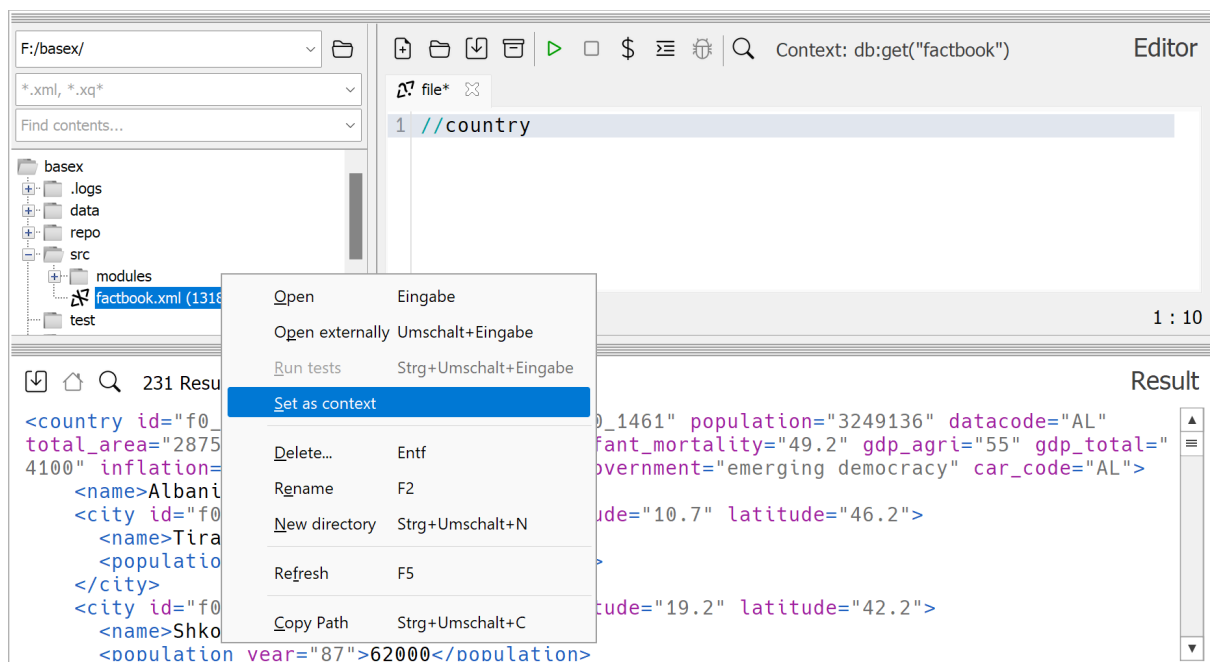 F:/basex/
Context: db:get("factbook")
Editor
*.xml, *.xq*
file*
Find contents...
1 //country
basex
.logs
data
repo
src
modules
factbook.xml (1318
test
1 : 10
Open Eingabe
Open externally Umschalt+Eingabe
Run tests Strg+Umschalt+Eingabe
Set as context
Delete... Entf
Rename F2
New directory Strg+Umschalt+N
Refresh F5
Copy Path Strg+Umschalt+C
231 Resu
Result
<country id="f0_ 0_1461" population="3249136" datacode="AL"
total_area="2875 fant_mortality="49.2" gdp_agri="55" gdp_total="
4100" inflation= overnment="emerging democracy" car_code="AL">
<name>Albani
<city id="f0 ude="10.7" latitude="46.2">
<name>Tira
<populatio >
</city>
<city id="f0 tude="19.2" latitude="42.2">
<name>Shko
<population year="87">62000</population>